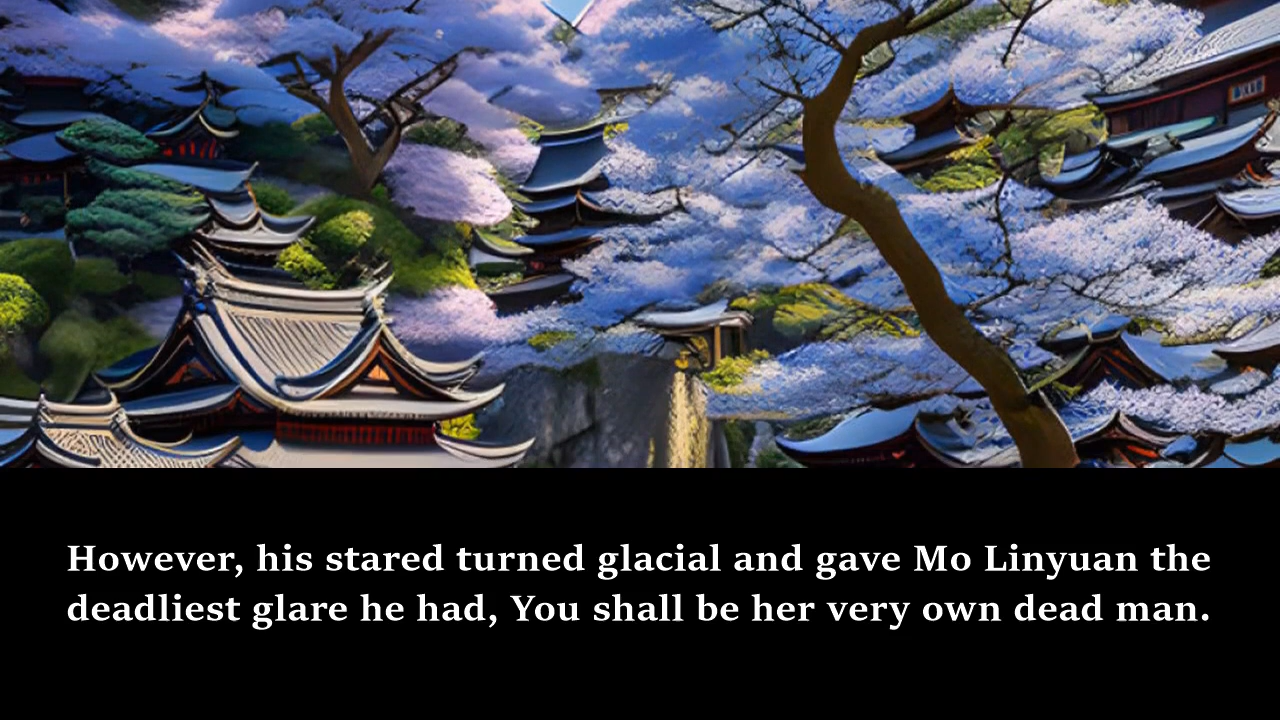 However, his stared turned glacial and gave Mo Linyuan the
deadliest glare he had, You shall be her very own dead man.